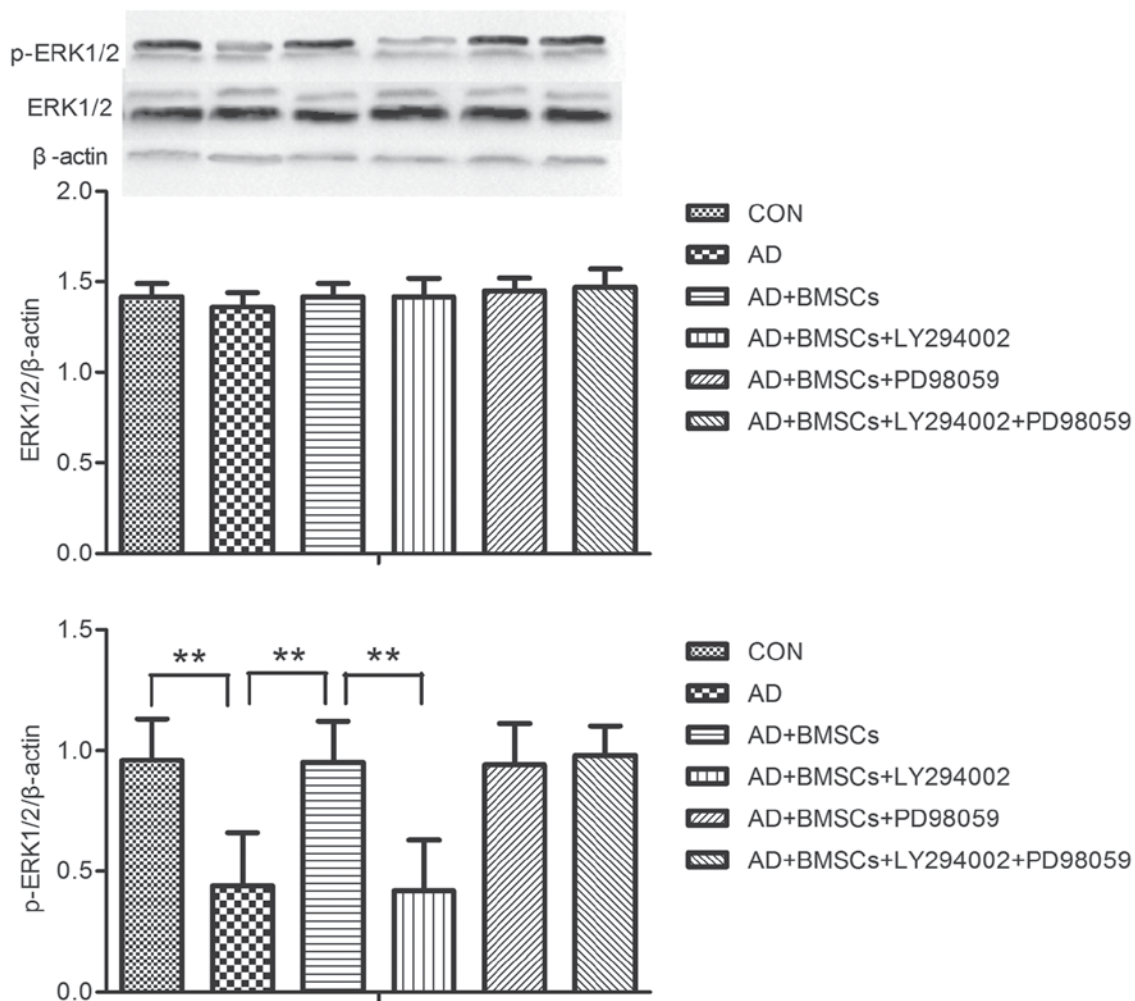 p-ERK1/2
ERK1/2
β -actin
2.0
1.5
1.0
0.5
0.0
ERK1/2/β-actin
CON
AD
AD+BMSCs
AD+BMSCs+LY294002
AD+BMSCs+PD98059
AD+BMSCs+LY294002+PD98059
1.5
1.0
0.5
0.0
p-ERK1/2/β-actin
** ** **
CON
AD
AD+BMSCs
AD+BMSCs+LY294002
AD+BMSCs+PD98059
AD+BMSCs+LY294002+PD98059